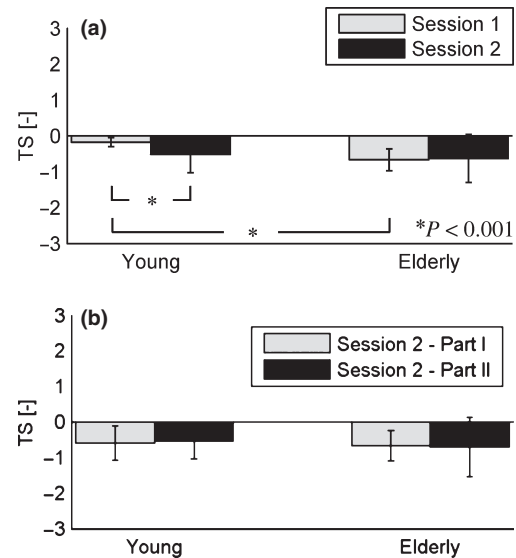 (a)
Session 1
Session 2
3
2
1
0
−1
−2
−3
TS [-]
*
*
*P < 0.001
Young
Elderly
(b)
Session 2 - Part I
Session 2 - Part II
3
2
1
0
−1
−2
−3
TS [-]
Young
Elderly